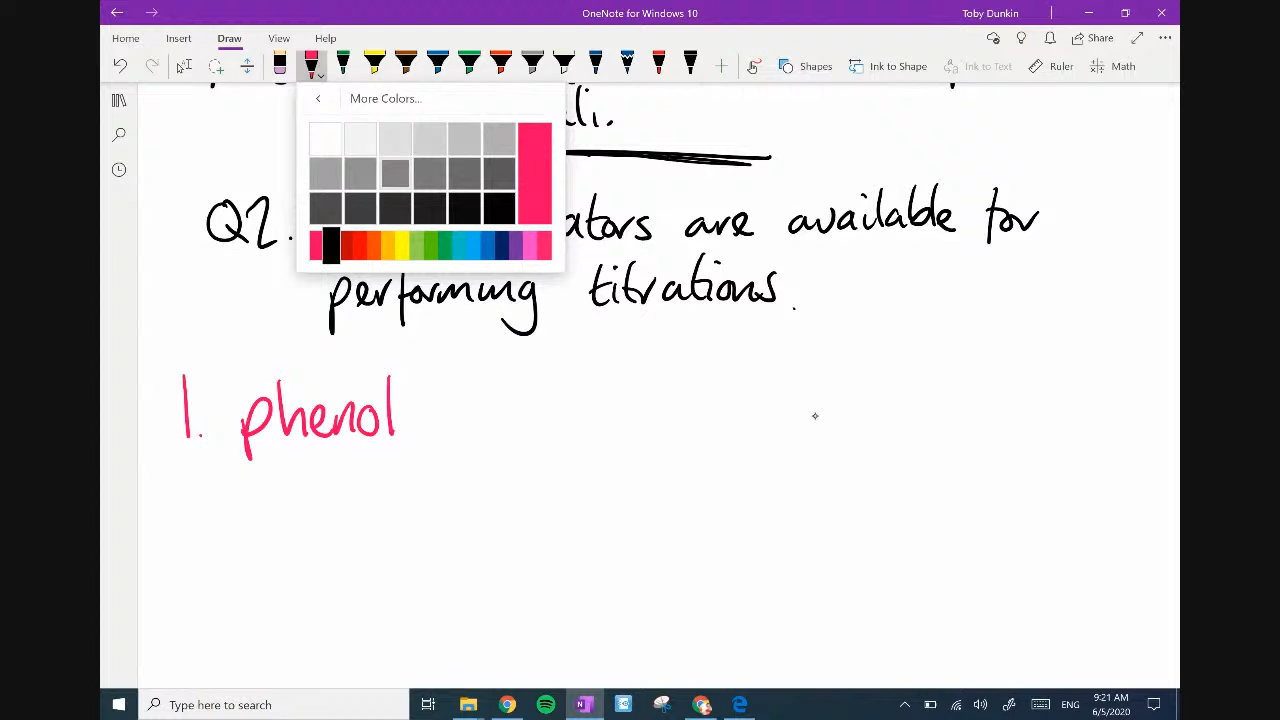 OneNote for Windows 10
Toby Dunkin
Home Insert Draw View Help
Share
Shapes
Ink to Shape
Ink to Text
Ruler
Math
More Colors...
li.
Q2. ators are available for
performing titrations.
1. phenol
Type here to search
ENG
9:21 AM
6/5/2020